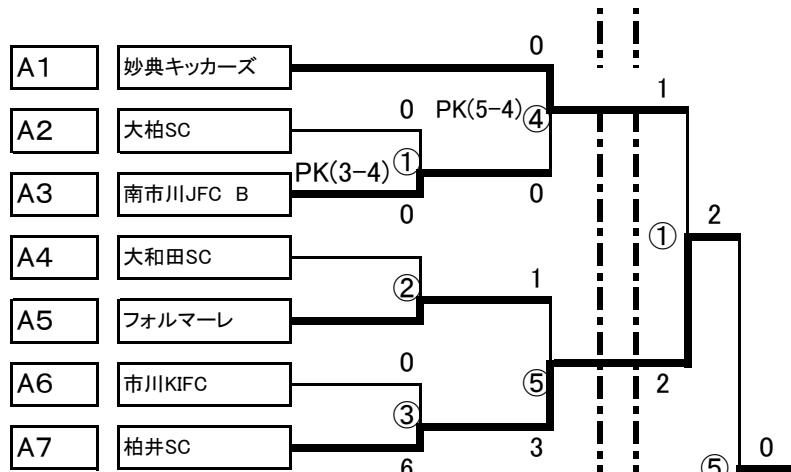 0
A1 妙典キッカーズ
1
0 PK(5-4) ④
A2 大柏SC
① PK(3-4)
A3 南市川JFC B
0 0
2
①
A4 大和田SC
② 1
A5 フォルマーレ
0 ⑤ 2
A6 市川KIFC
③
A7 柏井SC
3 0
6 ⑤